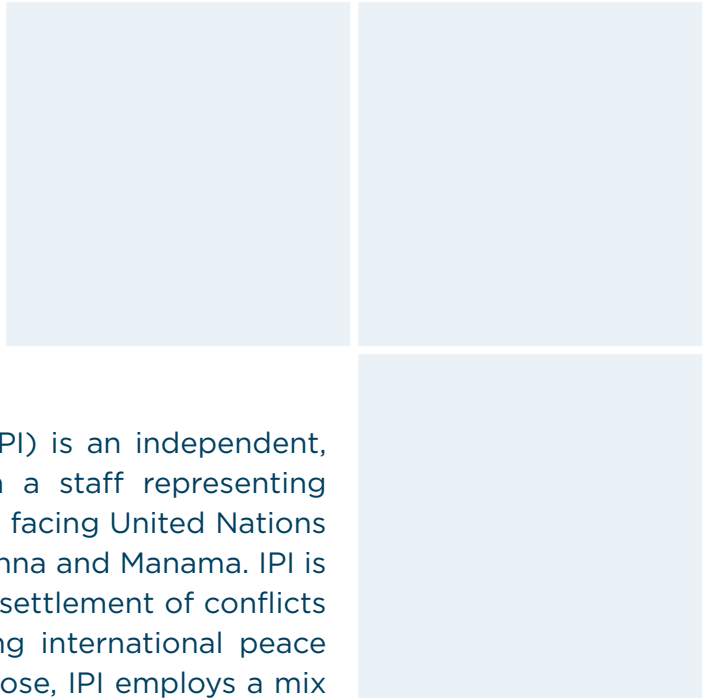 PI) is an independent,
a staff representing
facing United Nations
nna and Manama. IPI is
settlement of conflicts
ng international peace
ose, IPI employs a mix